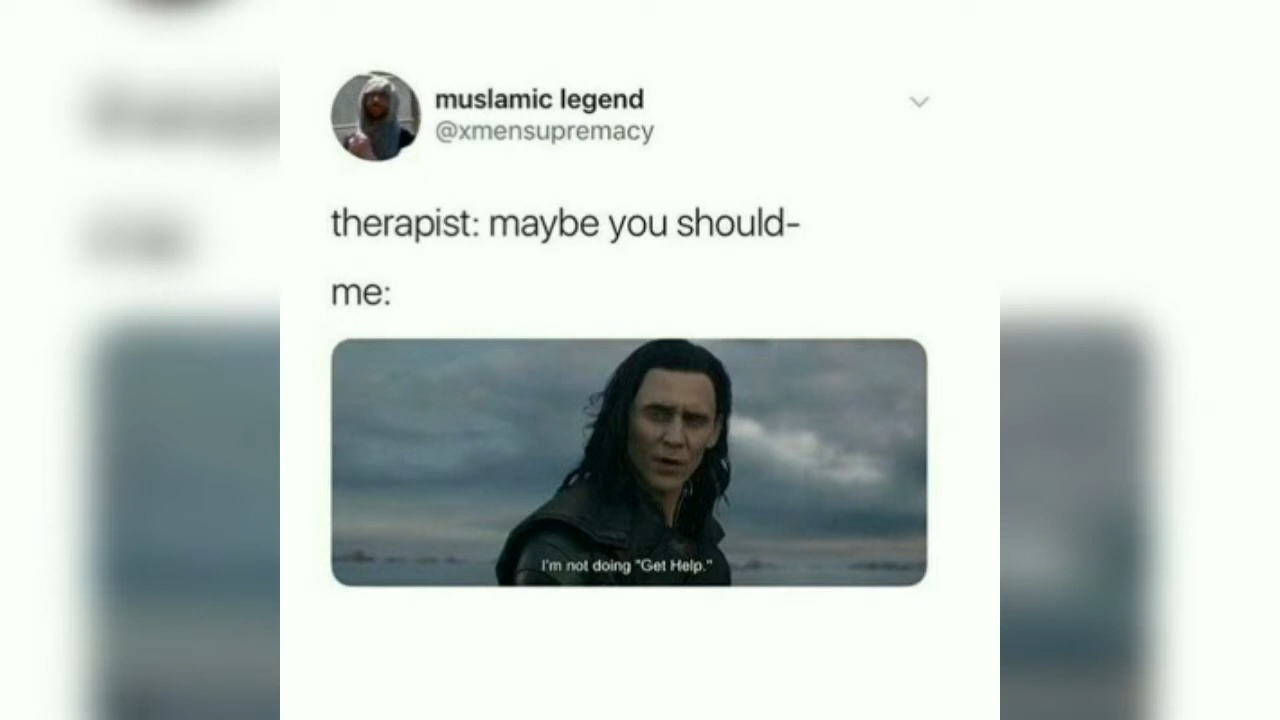 muslamic legend
@xmensupremacy
therapist: maybe you should-
me:
I'm not doing "Get Help."